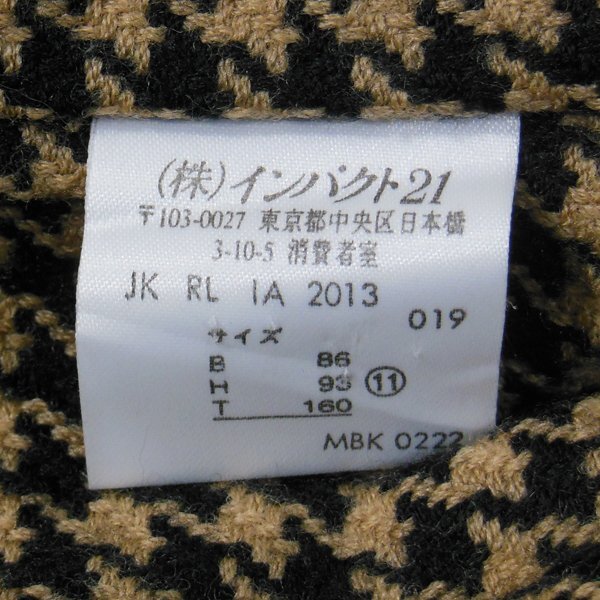 (株)インパクト21
〒103-0027 東京都中央区日本橋
3-10-5 消費者室
JK RL IA 2013
019
サイズ
B 86
H 93 ⑪
T 160
MBK 0222